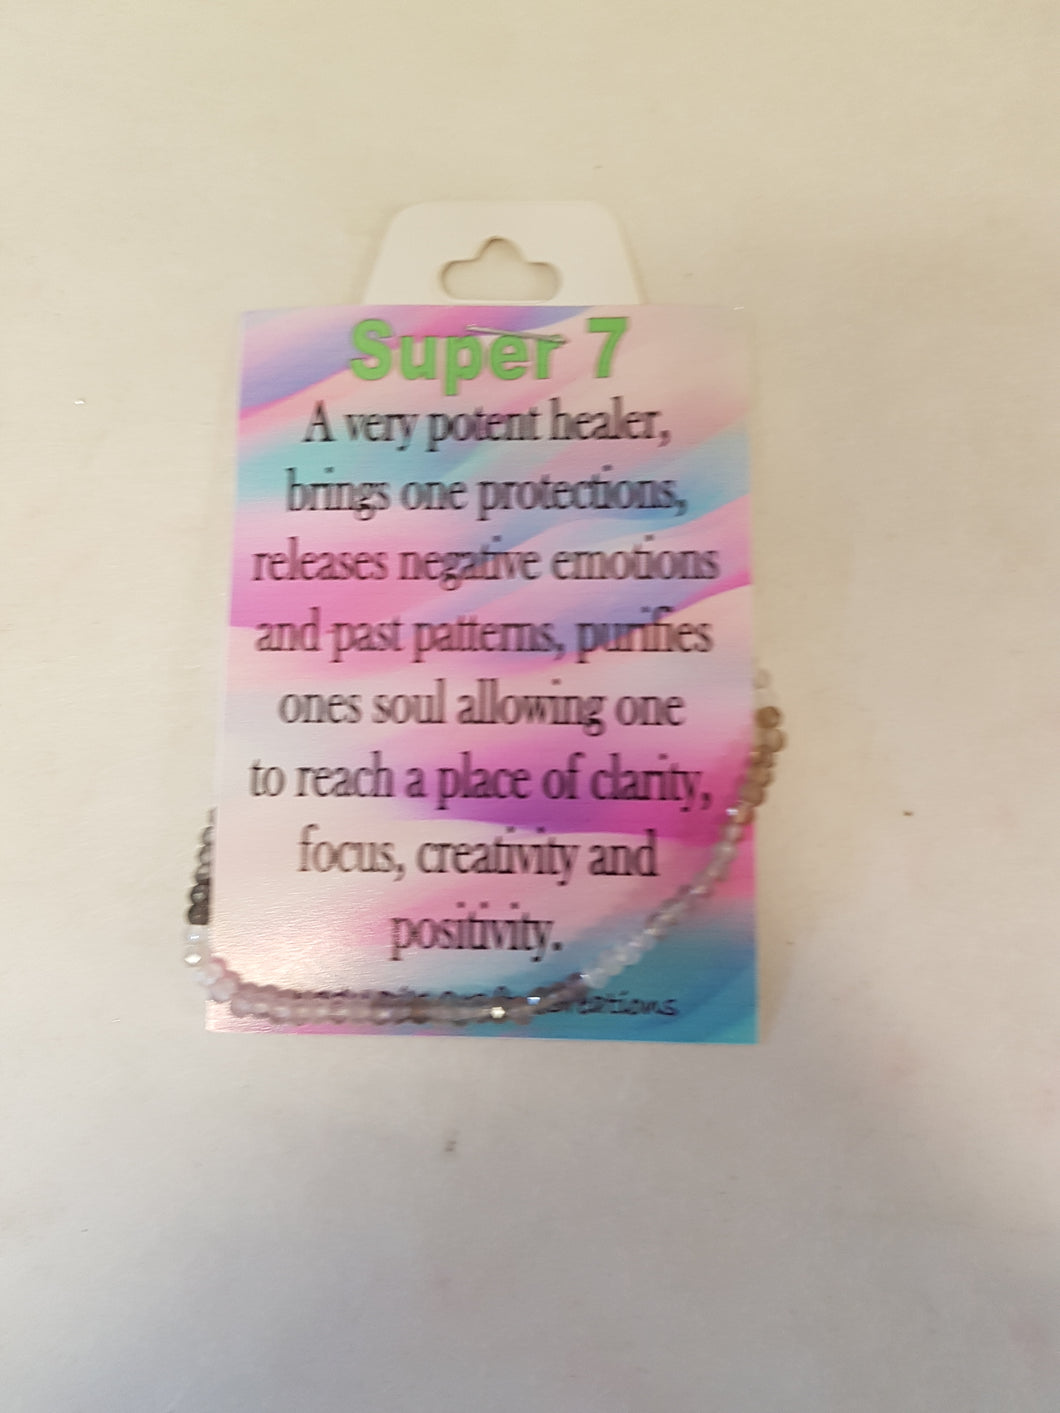 Super 7
A very potent healer,
brings one protections,
releases negative emotions
and past patterns, purifies
ones soul allowing one
to reach a place of clarity,
focus, creativity and
positivity.
Creations.